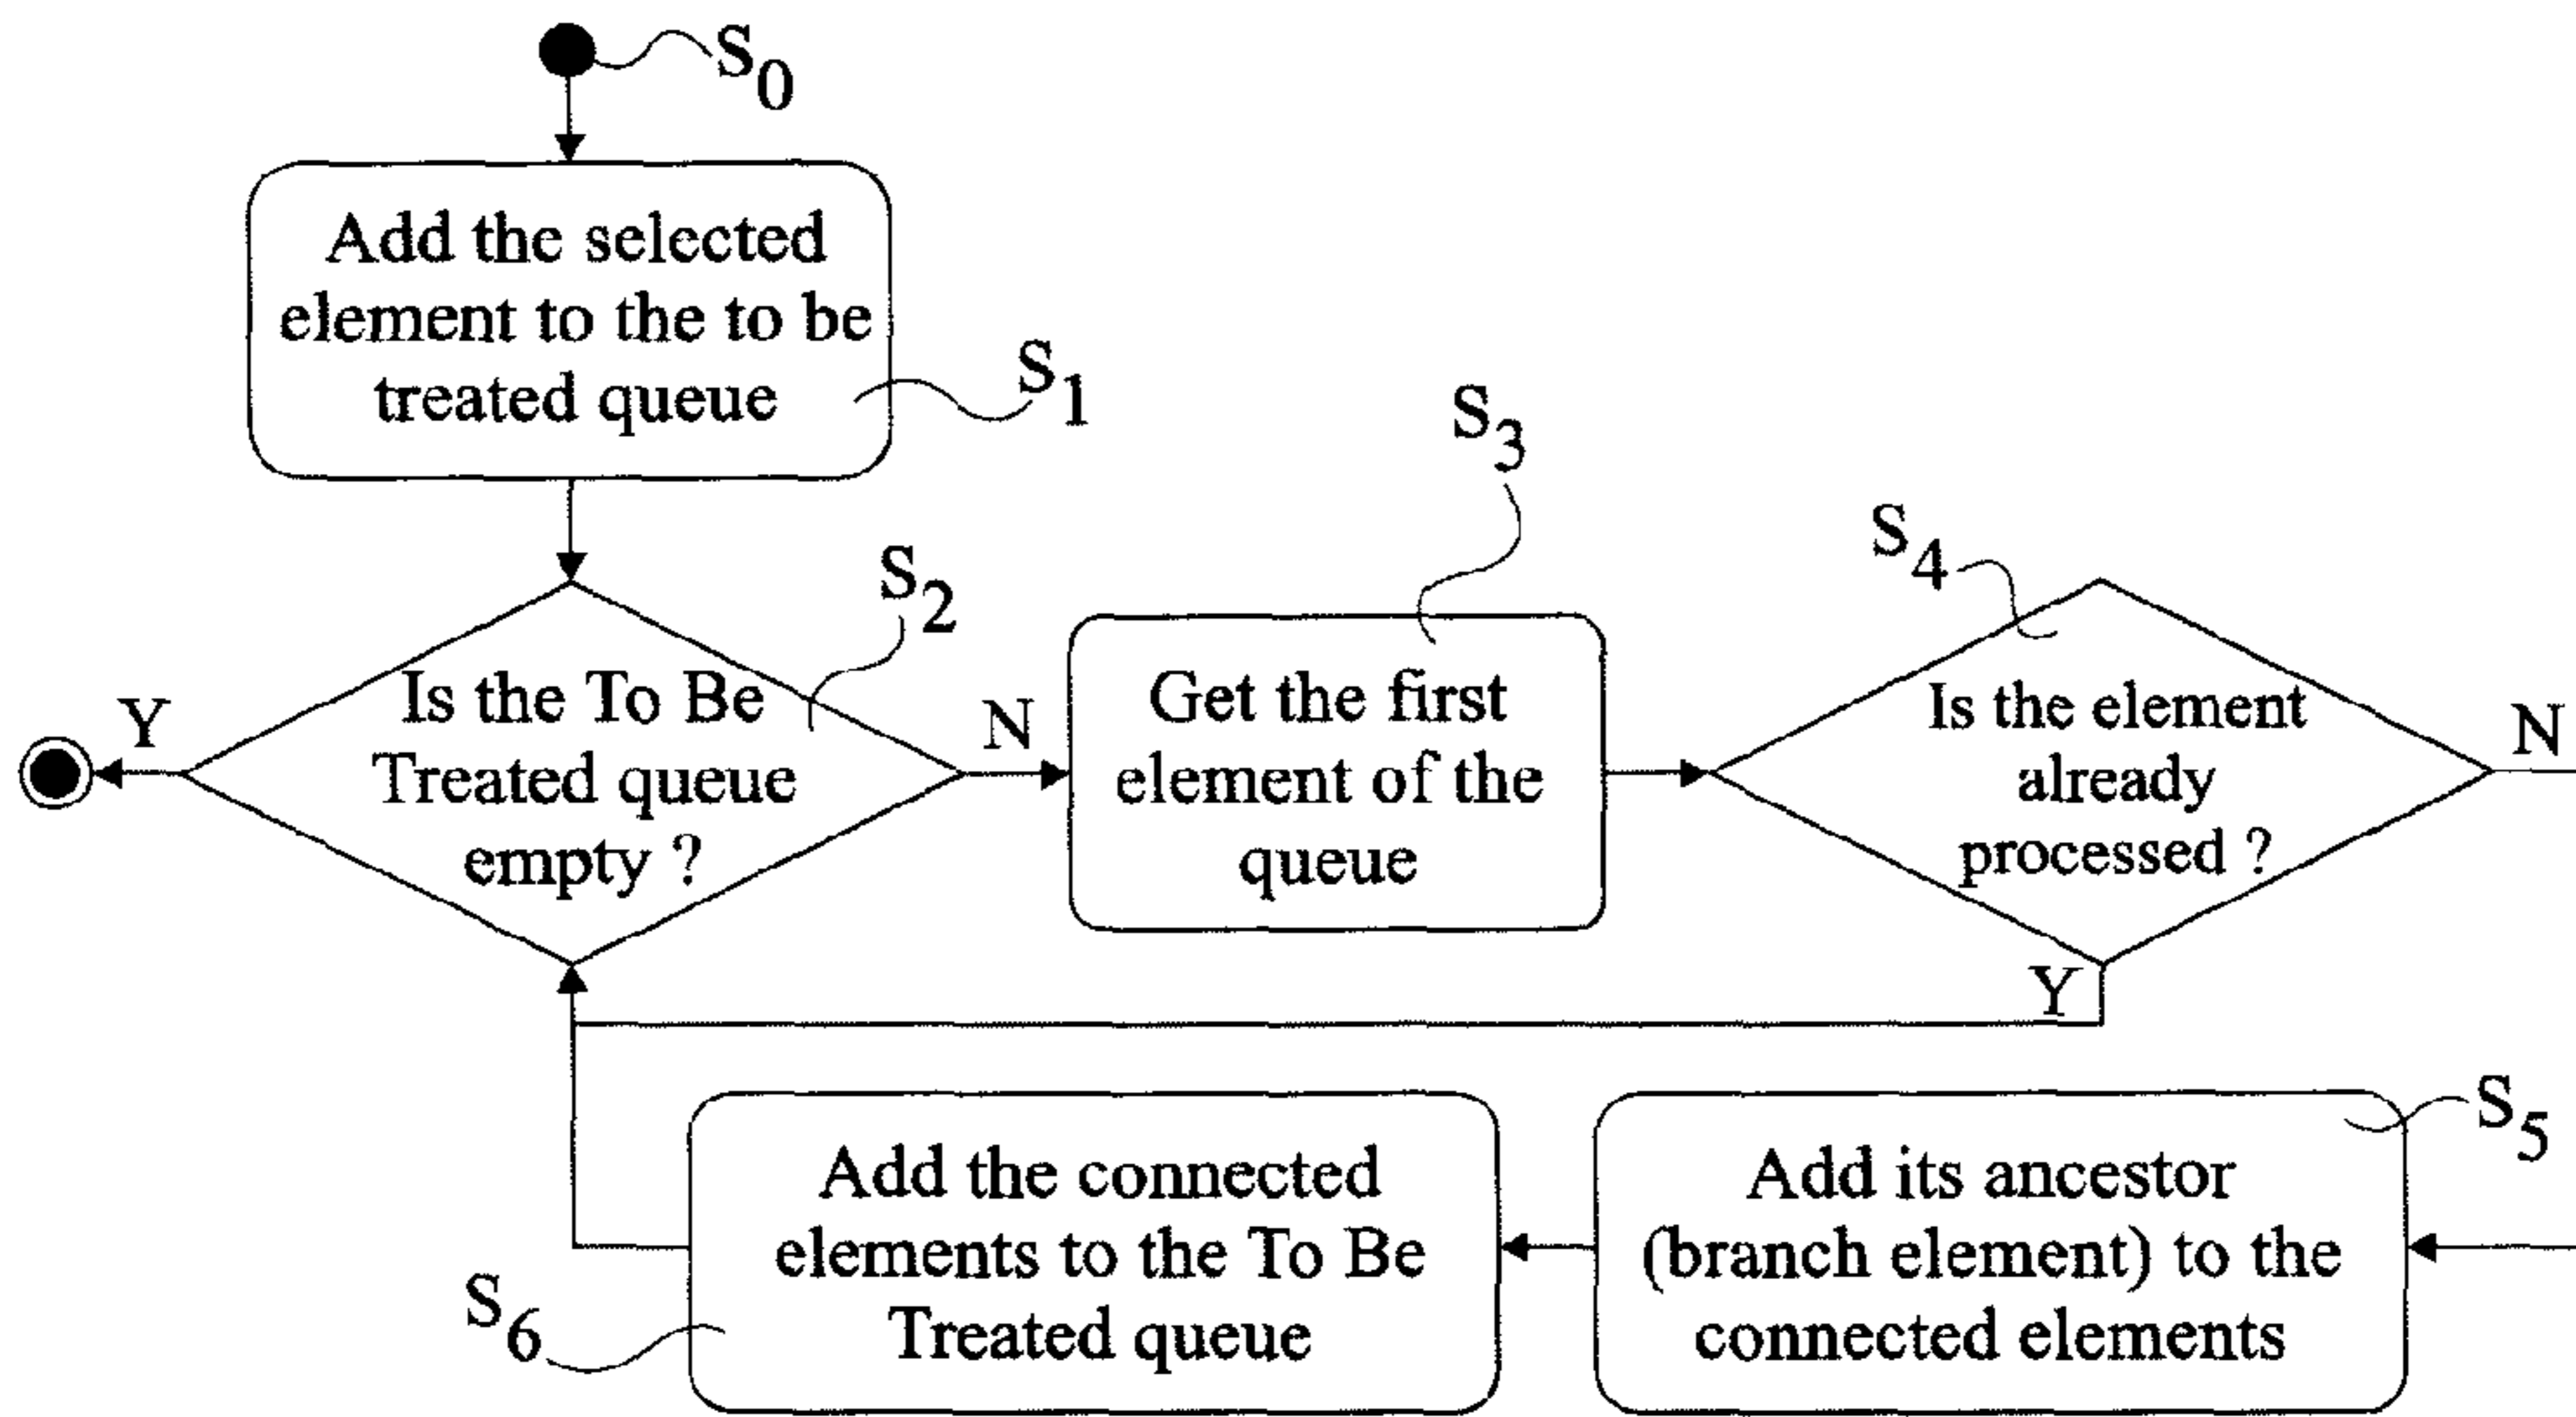 S0
Add the selected
element to the to be
treated queue
S1
S2
Is the To Be
Treated queue
empty ?
Y
N
S3
Get the first
element of the
queue
S4
Is the element
already
processed ?
N
Y
S5
Add its ancestor
(branch element) to the
connected elements
S6
Add the connected
elements to the To Be
Treated queue